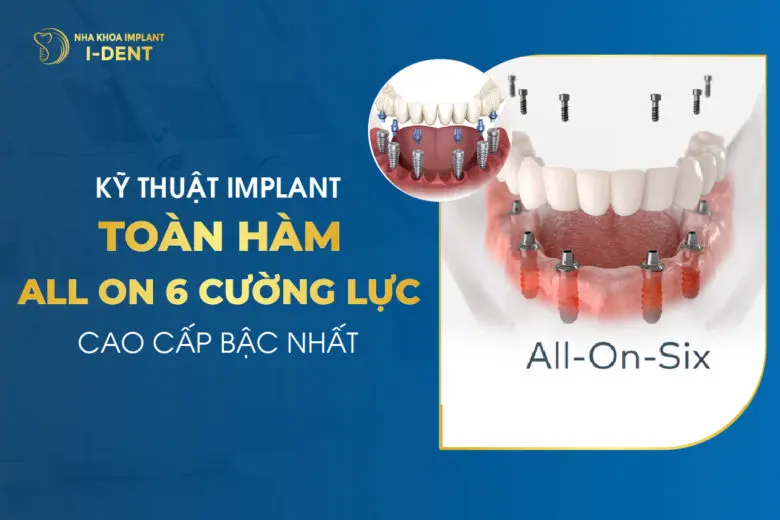 NHA KHOA IMPLANT
I-DENT
KỸ THUẬT IMPLANT
TOÀN HÀM
ALL ON 6 CƯỜNG LỰC
CAO CẤP BẬC NHẤT
All-On-Six